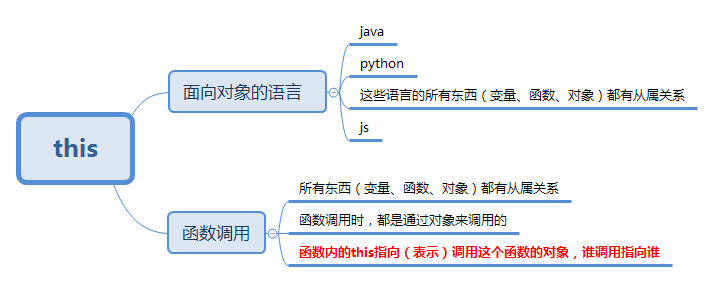 this
面向对象的语言
java
python
这些语言的所有东西（变量、函数、对象）都有从属关系
js
函数调用
所有东西（变量、函数、对象）都有从属关系
函数调用时，都是通过对象来调用的
函数内的this指向（表示）调用这个函数的对象，谁调用指向谁